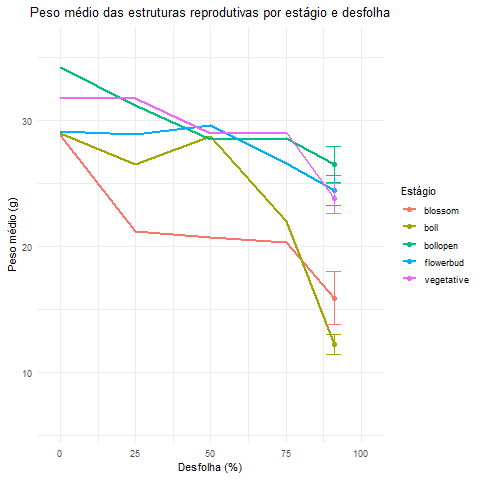 Peso médio das estruturas reprodutivas por estágio e desfolha
Peso médio (g)
30
20
10
0
25
50
75
100
Desfolha (%)
Estágio
blossom
boll
bollopen
flowerbud
vegetative